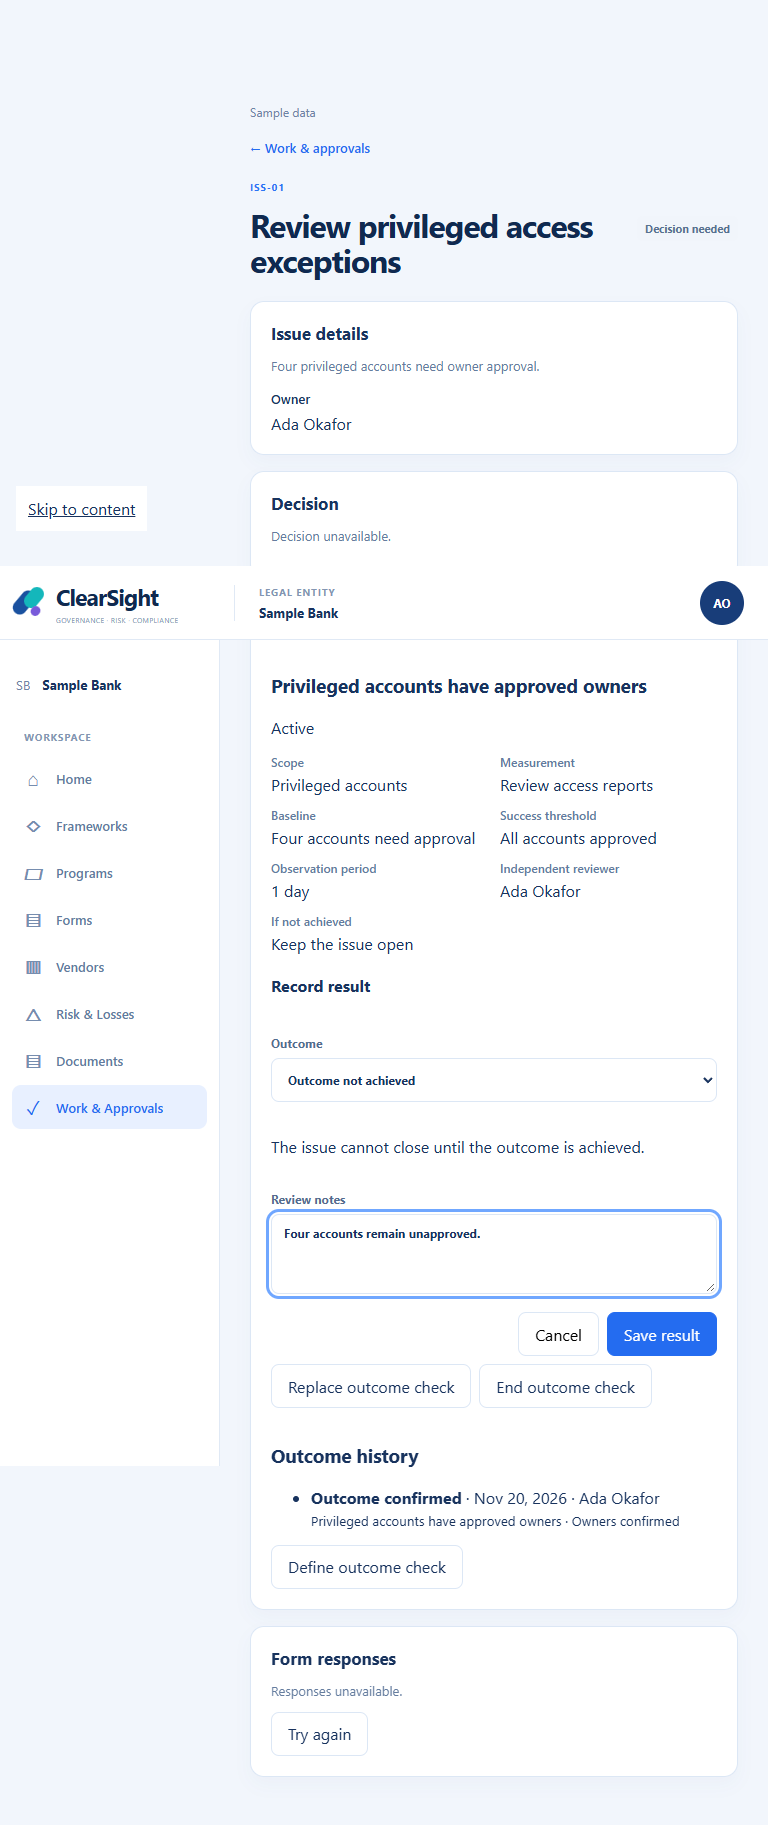 Sample data
← Work & approvals
ISS-01
Review privileged access
exceptions
Decision needed
Issue details
Four privileged accounts need owner approval.
Owner
Ada Okafor
Skip to content
Decision
Decision unavailable.
ClearSight
GOVERNANCE · RISK · COMPLIANCE
LEGAL ENTITY
Sample Bank
AO
SB Sample Bank
WORKSPACE
Home
Frameworks
Programs
Forms
Vendors
Risk & Losses
Documents
Work & Approvals
Privileged accounts have approved owners
Active
Scope
Privileged accounts
Measurement
Review access reports
Baseline
Four accounts need approval
Success threshold
All accounts approved
Observation period
1 day
Independent reviewer
Ada Okafor
If not achieved
Keep the issue open
Record result
Outcome
Outcome not achieved
The issue cannot close until the outcome is achieved.
Review notes
Four accounts remain unapproved.
Cancel
Save result
Replace outcome check
End outcome check
Outcome history
• Outcome confirmed · Nov 20, 2026 · Ada Okafor
Privileged accounts have approved owners · Owners confirmed
Define outcome check
Form responses
Responses unavailable.
Try again